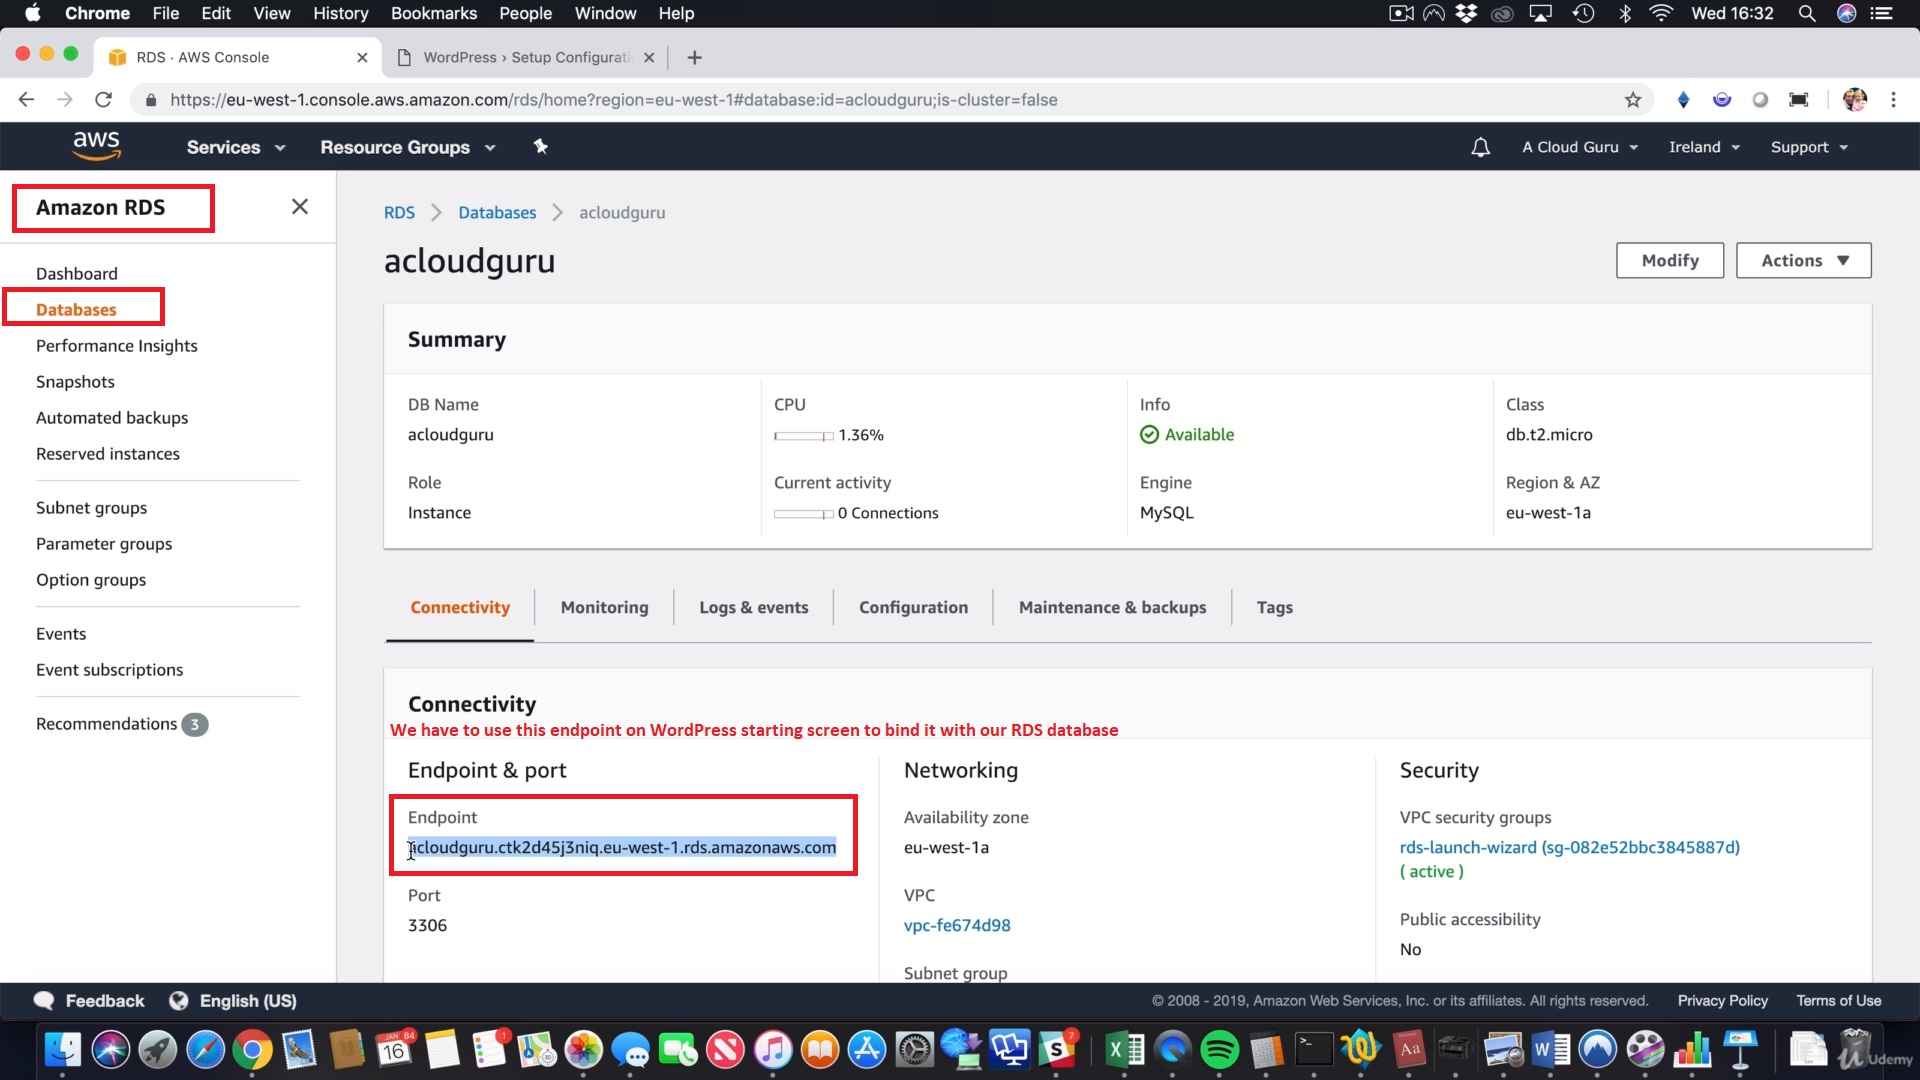 Chrome File Edit View History Bookmarks People Window Help Wed 16:32
RDS · AWS Console WordPress › Setup Configurati
https://eu-west-1.console.aws.amazon.com/rds/home?region=eu-west-1#database:id=acloudguru;is-cluster=false
aws Services Resource Groups A Cloud Guru Ireland Support
Amazon RDS
Dashboard
Databases
Performance Insights
Snapshots
Automated backups
Reserved instances
Subnet groups
Parameter groups
Option groups
Events
Event subscriptions
Recommendations 3
RDS Databases acloudguru
acloudguru
Modify Actions
Summary
DB Name CPU Info Class
acloudguru 1.36% Available db.t2.micro
Role Current activity Engine Region & AZ
Instance 0 Connections MySQL eu-west-1a
Connectivity Monitoring Logs & events Configuration Maintenance & backups Tags
Connectivity
We have to use this endpoint on WordPress starting screen to bind it with our RDS database
Endpoint & port
Endpoint
acloudguru.ctk2d45j3niq.eu-west-1.rds.amazonaws.com
Port
3306
Networking
Availability zone
eu-west-1a
VPC
vpc-fe674d98
Subnet group
Security
VPC security groups
rds-launch-wizard (sg-082e52bbc3845887d)
( active )
Public accessibility
No
Feedback English (US) © 2008 - 2019, Amazon Web Services, Inc. or its affiliates. All rights reserved. Privacy Policy Terms of Use
JAN 84
16
1
7
Aa
Udemy